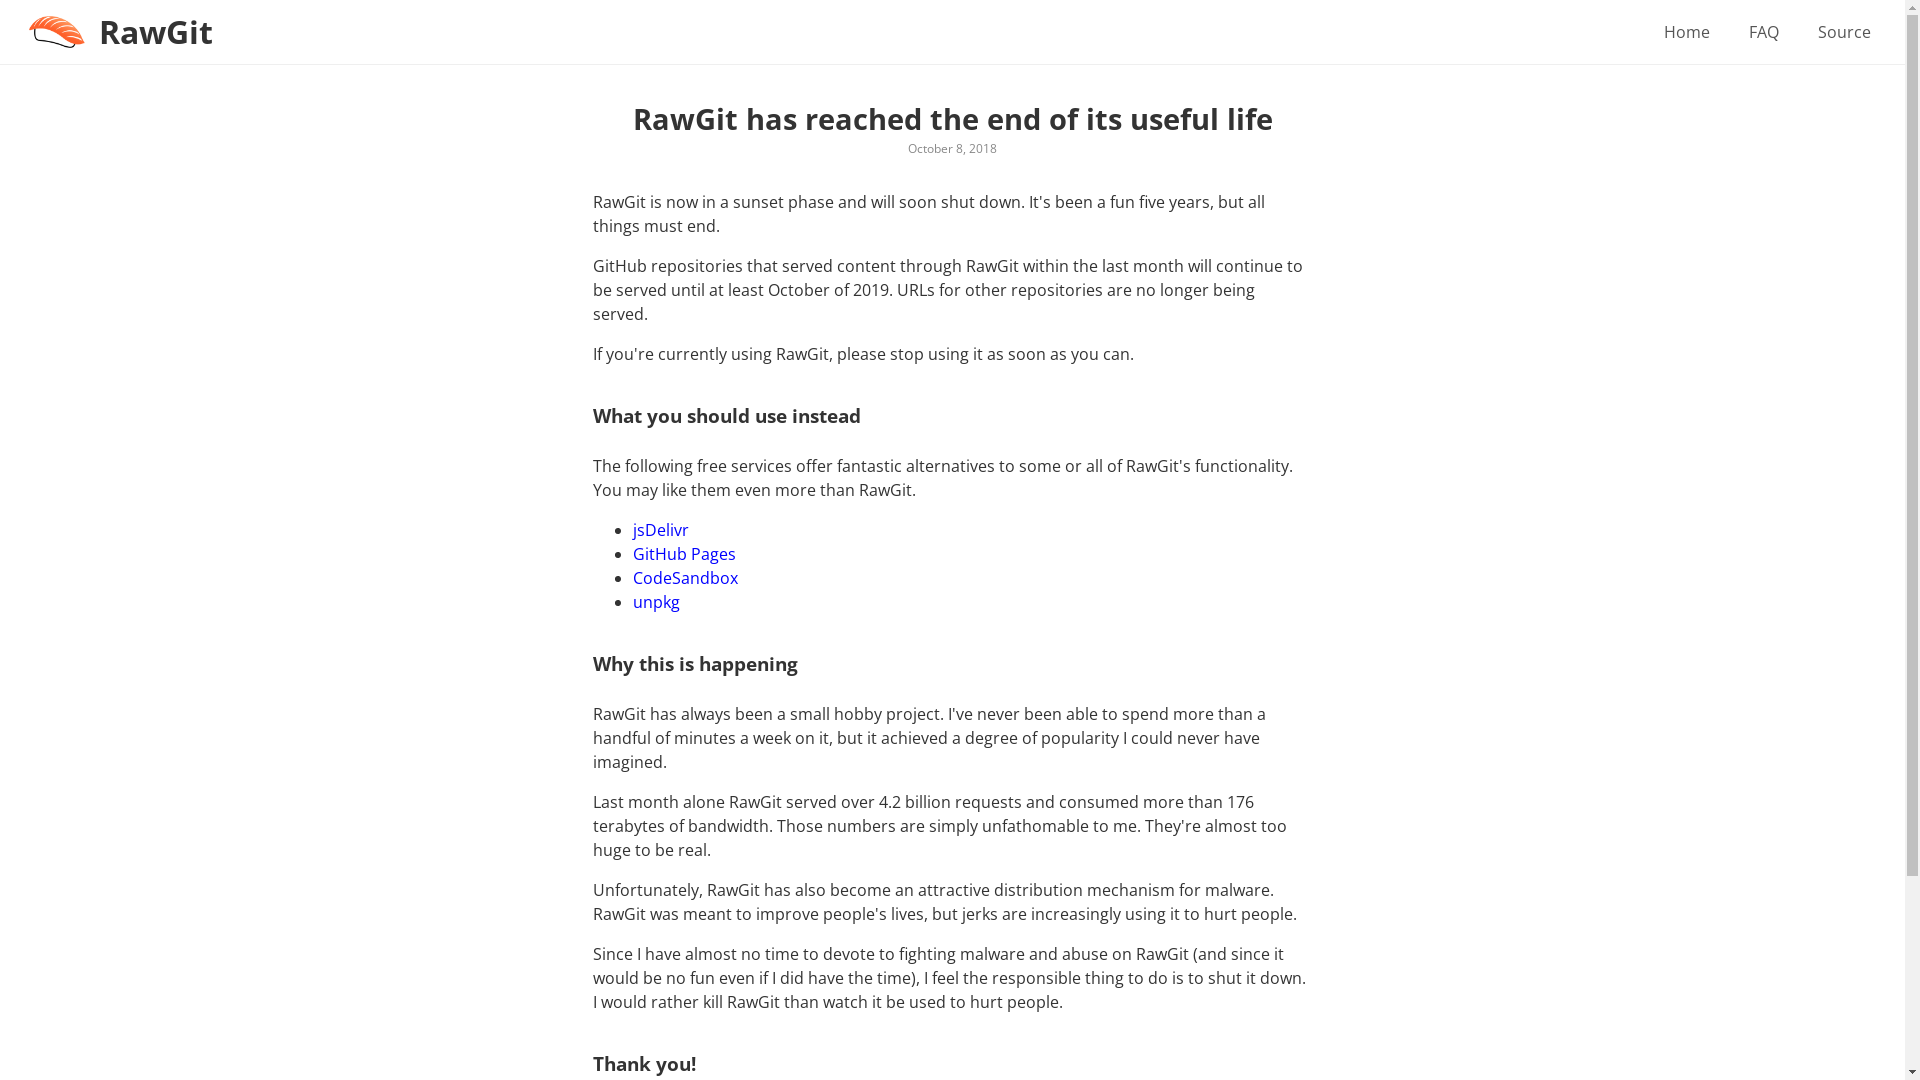 RawGit
Home
FAQ
Source
RawGit has reached the end of its useful life
October 8, 2018
RawGit is now in a sunset phase and will soon shut down. It's been a fun five years, but all
things must end.
GitHub repositories that served content through RawGit within the last month will continue to
be served until at least October of 2019. URLs for other repositories are no longer being
served.
If you're currently using RawGit, please stop using it as soon as you can.
What you should use instead
The following free services offer fantastic alternatives to some or all of RawGit's functionality.
You may like them even more than RawGit.
jsDelivr
GitHub Pages
CodeSandbox
unpkg
Why this is happening
RawGit has always been a small hobby project. I've never been able to spend more than a
handful of minutes a week on it, but it achieved a degree of popularity I could never have
imagined.
Last month alone RawGit served over 4.2 billion requests and consumed more than 176
terabytes of bandwidth. Those numbers are simply unfathomable to me. They're almost too
huge to be real.
Unfortunately, RawGit has also become an attractive distribution mechanism for malware.
RawGit was meant to improve people's lives, but jerks are increasingly using it to hurt people.
Since I have almost no time to devote to fighting malware and abuse on RawGit (and since it
would be no fun even if I did have the time), I feel the responsible thing to do is to shut it down.
I would rather kill RawGit than watch it be used to hurt people.
Thank you!